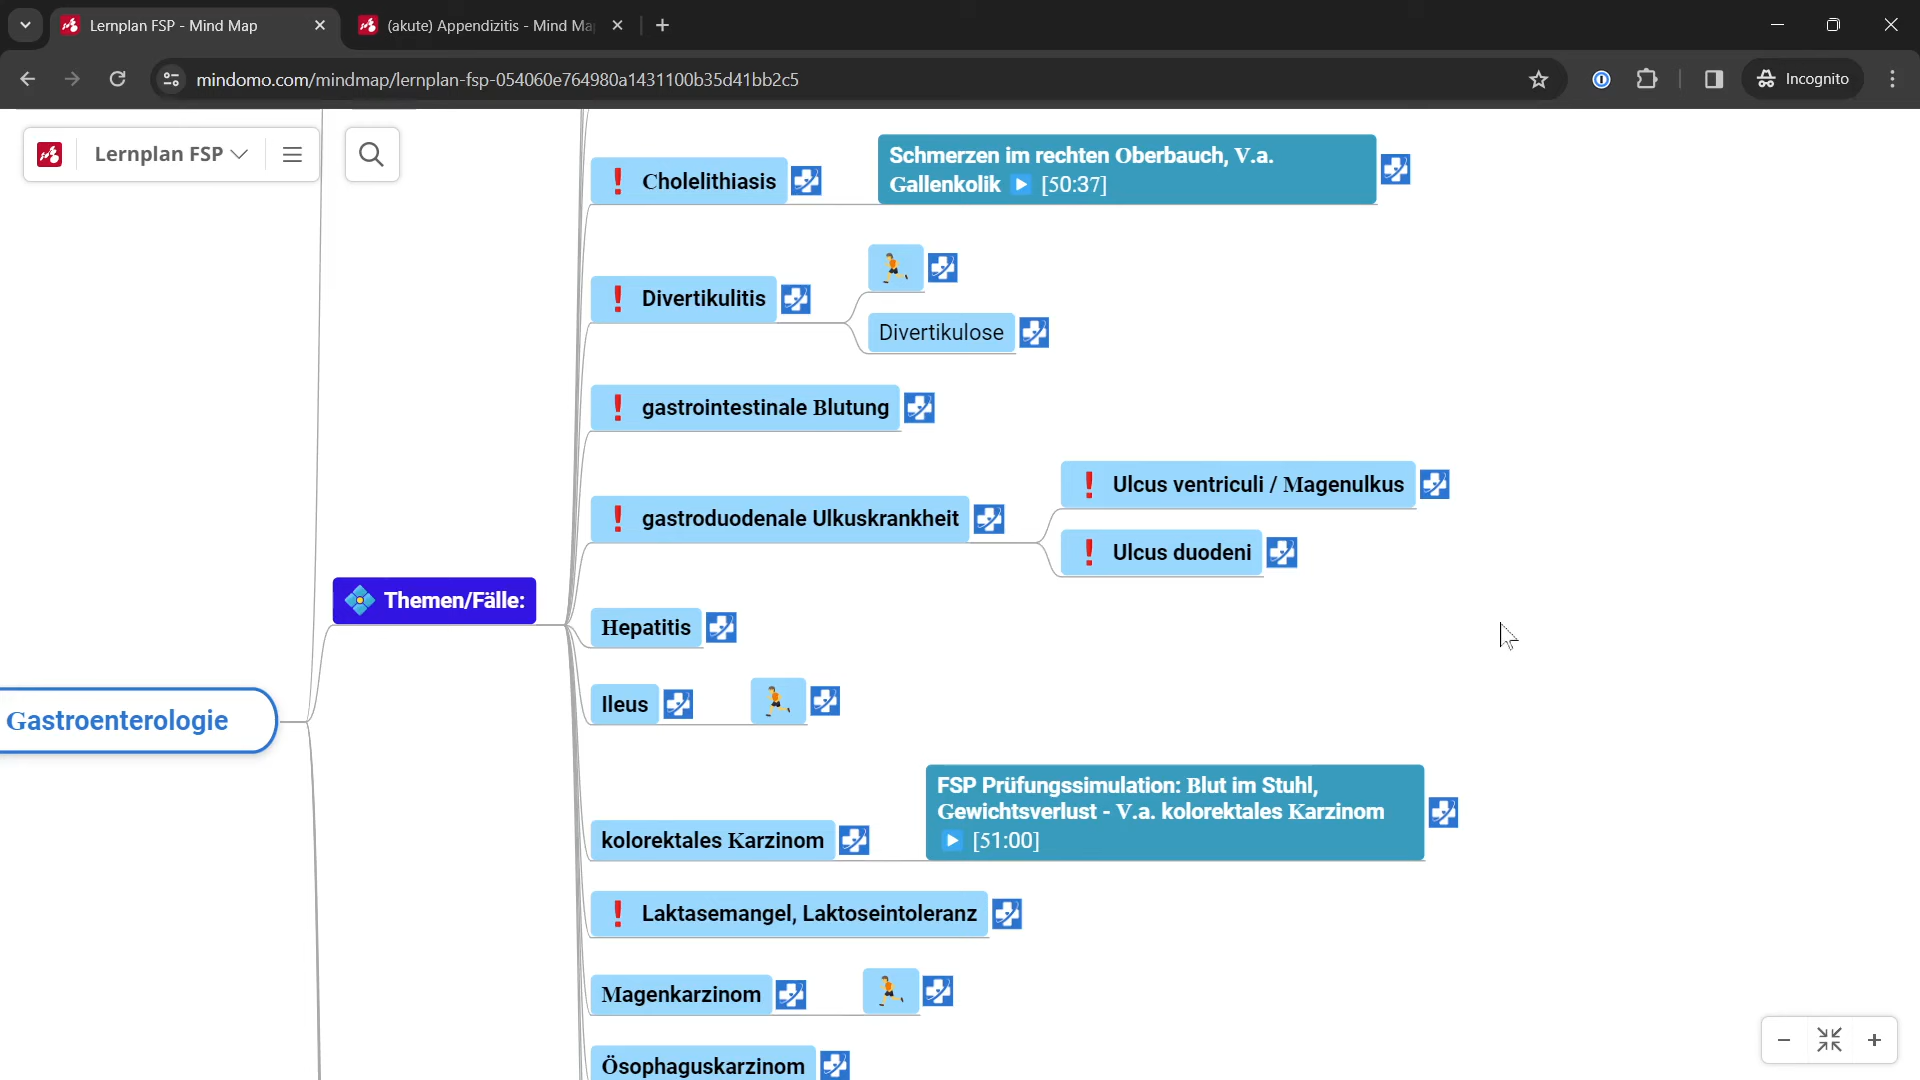 Lernplan FSP - Mind Map
(akute) Appendizitis - Mind Ma
mindomo.com/mindmap/lernplan-fsp-054060e764980a1431100b35d41bb2c5
Incognito
Lernplan FSP
Cholelithiasis
Schmerzen im rechten Oberbauch, V.a.
Gallenkolik ▶ [50:37]
Divertikulitis
Divertikulose
gastrointestinale Blutung
gastroduodenale Ulkuskrankheit
Ulcus ventriculi / Magenulkus
Ulcus duodeni
Themen/Fälle:
Hepatitis
Ileus
Gastroenterologie
kolorektales Karzinom
FSP Prüfungssimulation: Blut im Stuhl,
Gewichtsverlust - V.a. kolorektales Karzinom
▶ [51:00]
Laktasemangel, Laktoseintoleranz
Magenkarzinom
Ösophaguskarzinom